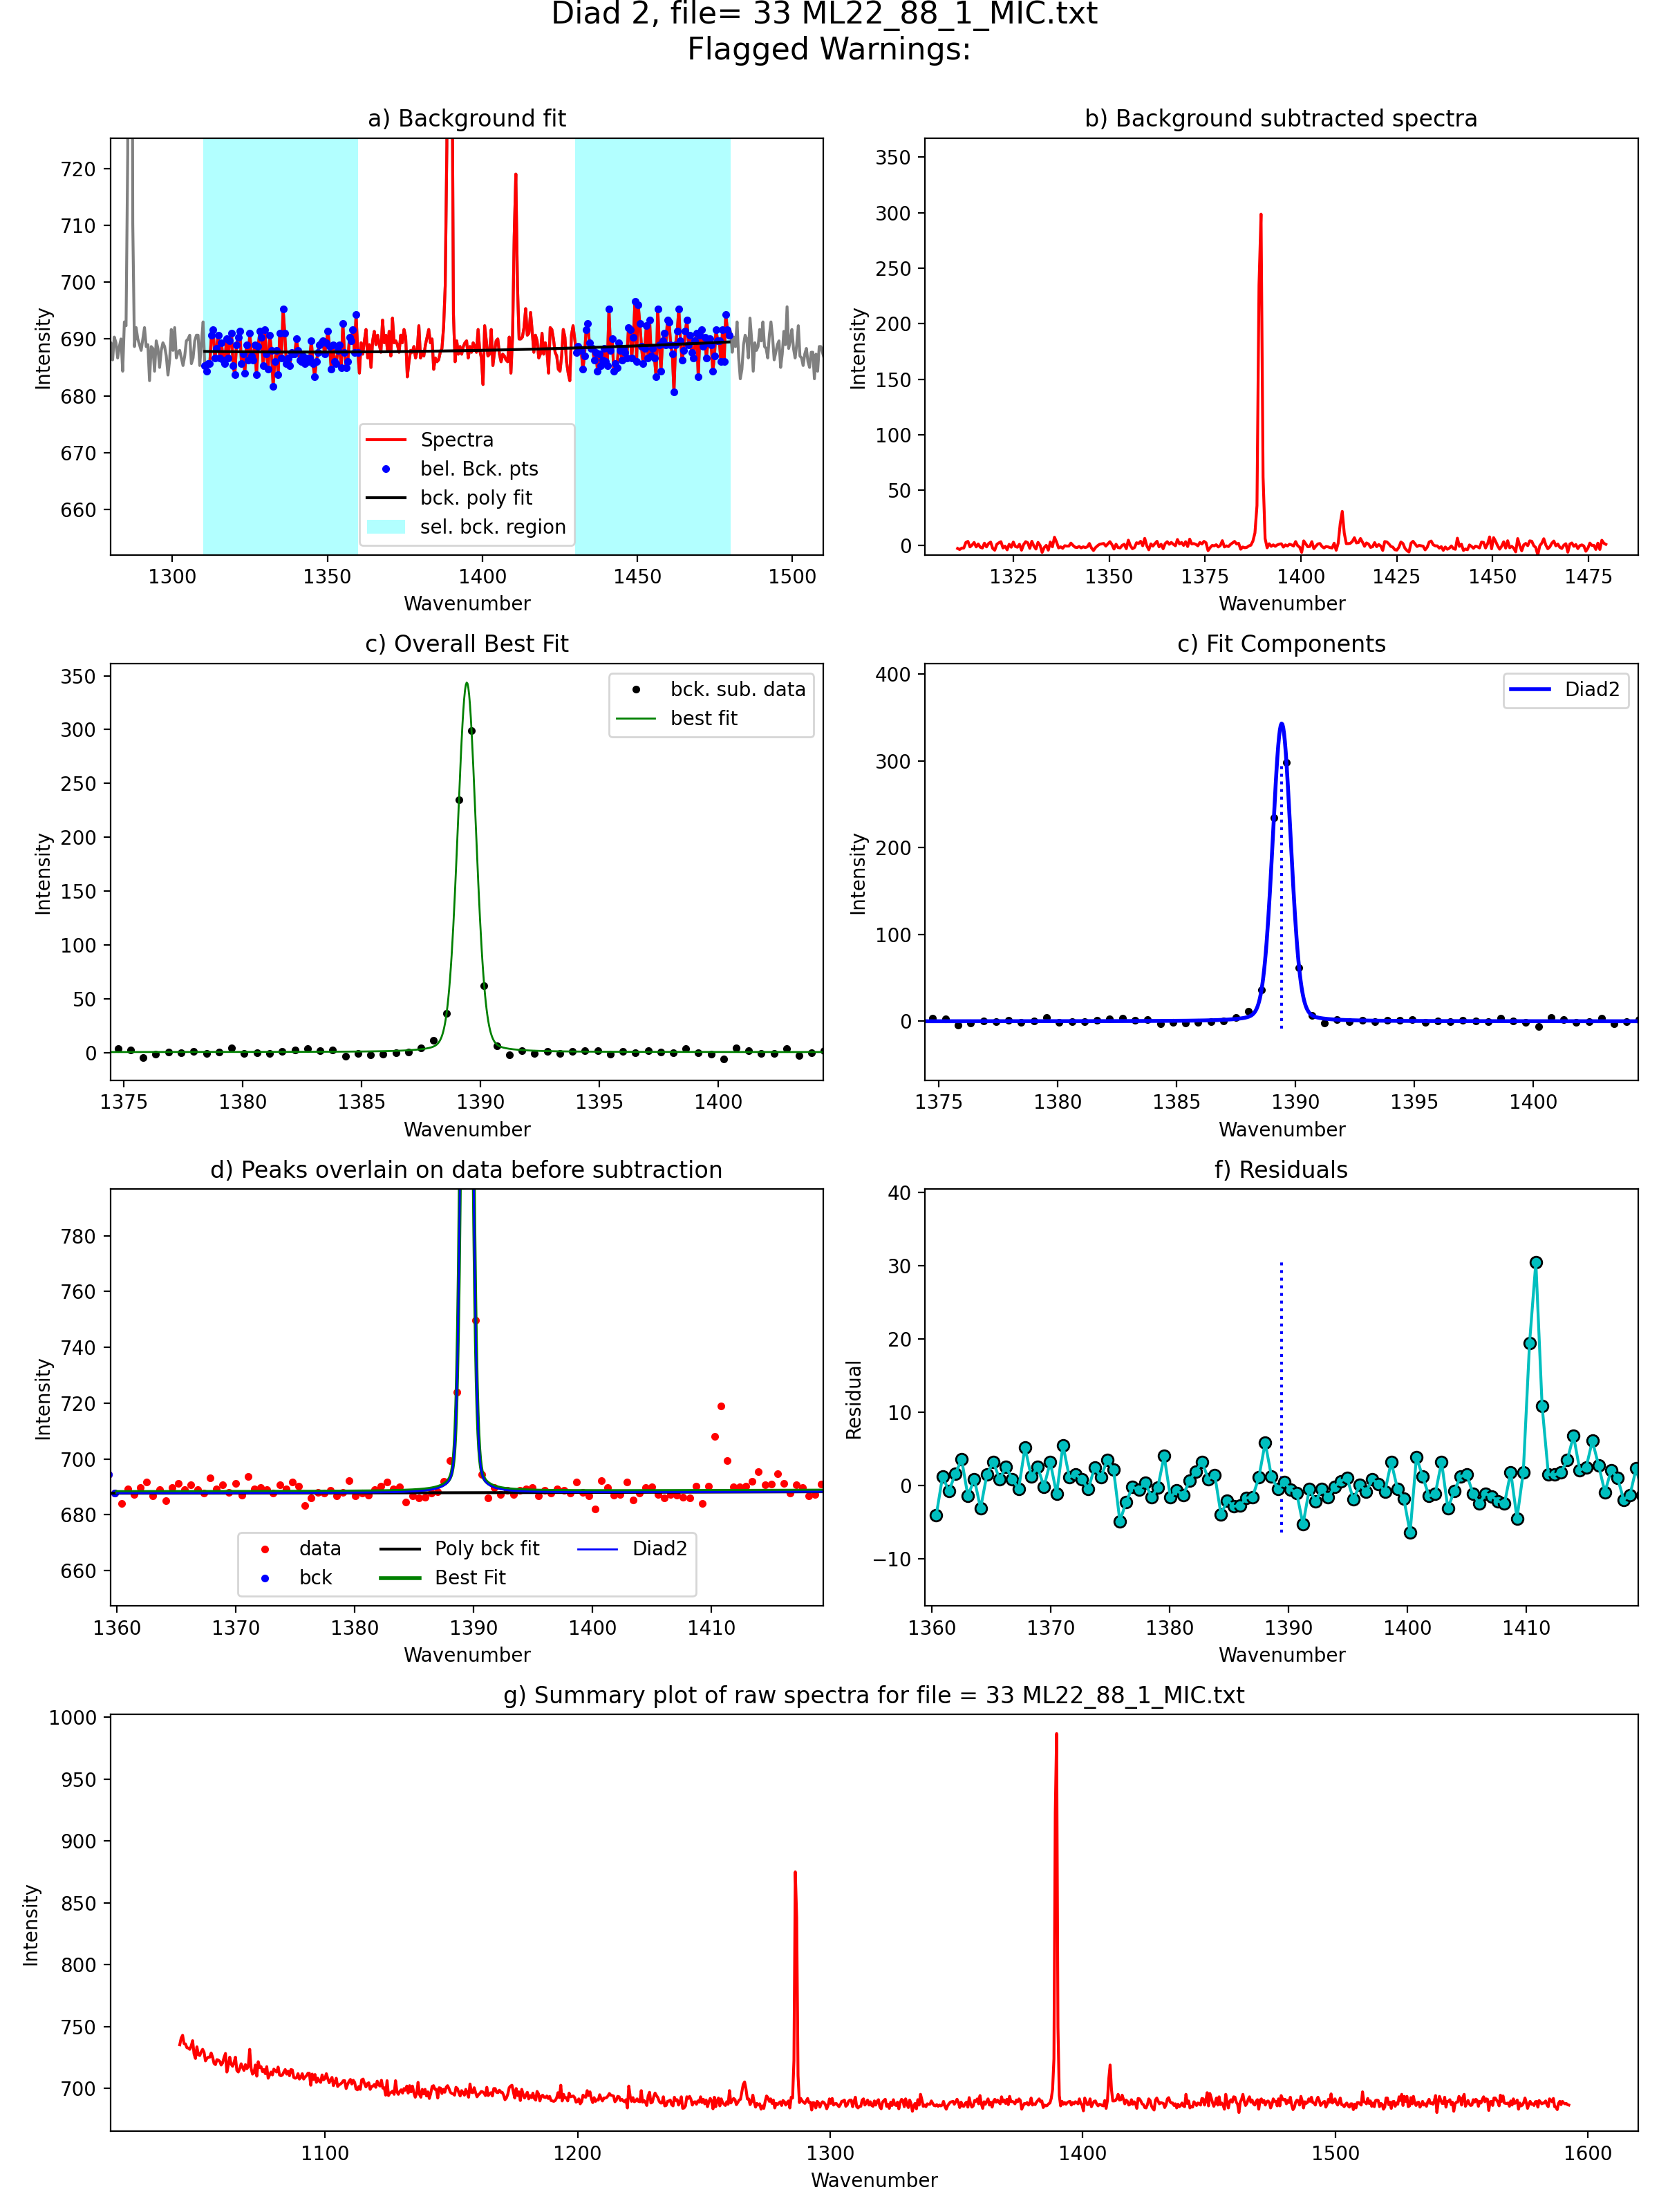 Diad 2, file= 33 ML22_88_1_MIC.txt
Flagged Warnings:
a) Background fit
720
710
700
690
680
670
660
Intensity
Spectra
bel. Bck. pts
bck. poly fit
sel. bck. region
1300 1350 1400 1450 1500
Wavenumber
b) Background subtracted spectra
350
300
250
200
150
100
50
0
Intensity
1325 1350 1375 1400 1425 1450 1475
Wavenumber
c) Overall Best Fit
350
300
250
200
150
100
50
0
Intensity
bck. sub. data
best fit
1375 1380 1385 1390 1395 1400
Wavenumber
c) Fit Components
400
300
200
100
0
Intensity
Diad2
1375 1380 1385 1390 1395 1400
Wavenumber
d) Peaks overlain on data before subtraction
780
760
740
720
700
680
660
Intensity
data Poly bck fit Diad2
bck Best Fit
1360 1370 1380 1390 1400 1410
Wavenumber
f) Residuals
40
30
20
10
0
−10
Residual
1360 1370 1380 1390 1400 1410
Wavenumber
g) Summary plot of raw spectra for file = 33 ML22_88_1_MIC.txt
1000
950
900
850
800
750
700
Intensity
1100 1200 1300 1400 1500 1600
Wavenumber